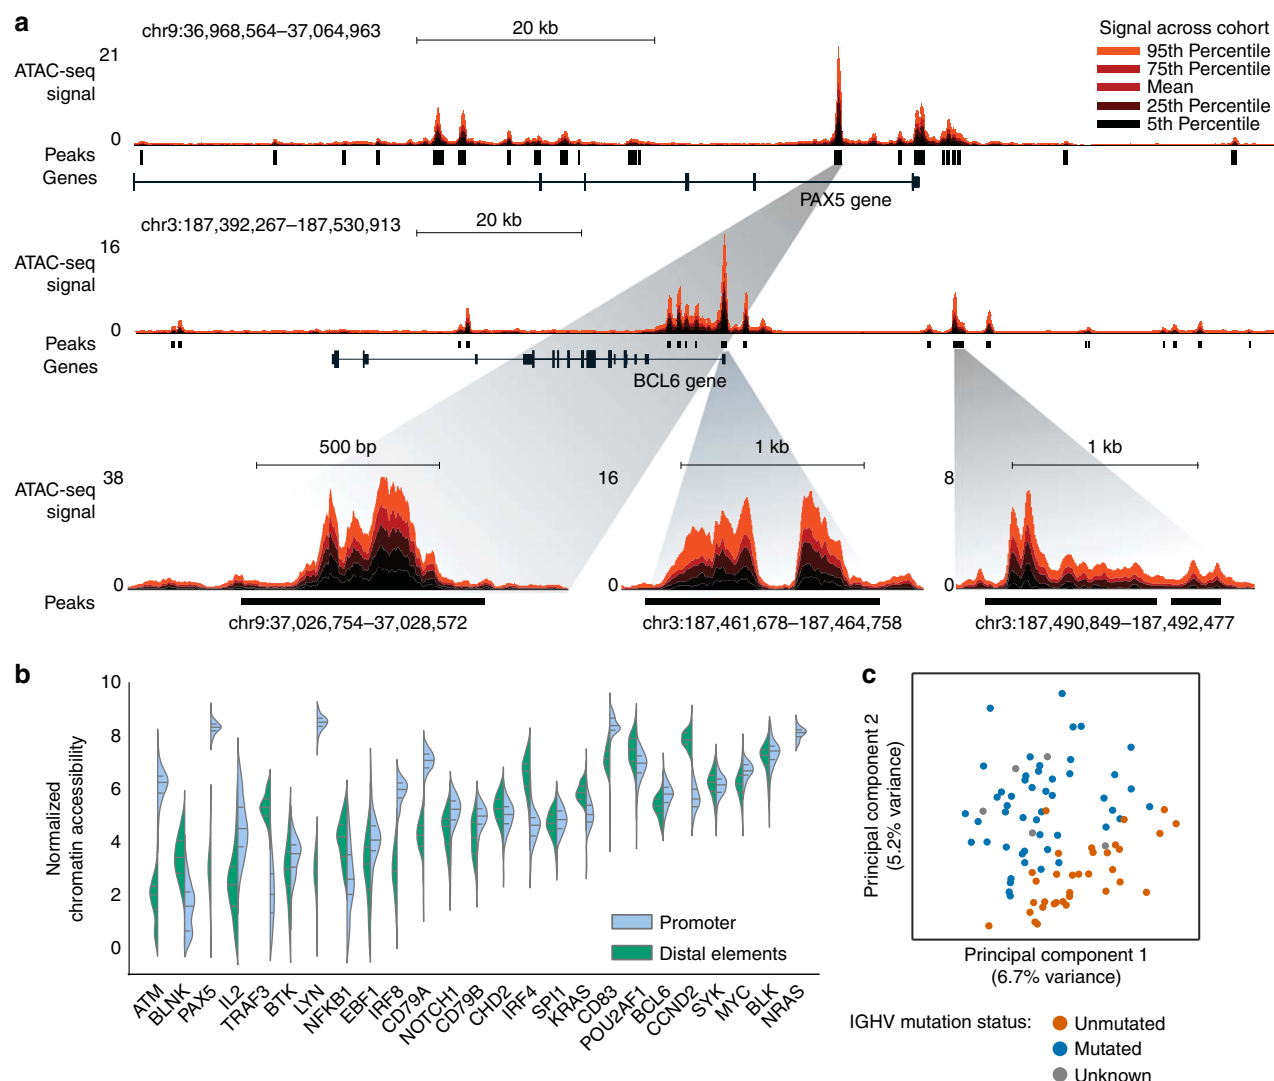 a
chr9:36,968,564–37,064,963
20 kb
Signal across cohort
95th Percentile
75th Percentile
Mean
25th Percentile
5th Percentile
21
ATAC-seq
signal
0
Peaks
Genes
PAX5 gene
chr3:187,392,267–187,530,913
20 kb
16
ATAC-seq
signal
0
Peaks
Genes
BCL6 gene
500 bp
1 kb
1 kb
38
16
8
ATAC-seq
signal
0
0
0
Peaks
chr9:37,026,754–37,028,572
chr3:187,461,678–187,464,758
chr3:187,490,849–187,492,477
b
Normalized
chromatin accessibility
10
8
6
4
2
0
Promoter
Distal elements
ATM
BLNK
PAX5
IL2
TRAF3
BTK
LYN
NFKB1
EBF1
IRF8
CD79A
NOTCH1
CD79B
CHD2
IRF4
SPI1
KRAS
CD83
POU2AF1
BCL6
CCND2
SYK
MYC
BLK
NRAS
c
Principal component 2
(5.2% variance)
Principal component 1
(6.7% variance)
IGHV mutation status:
Unmutated
Mutated
Unknown